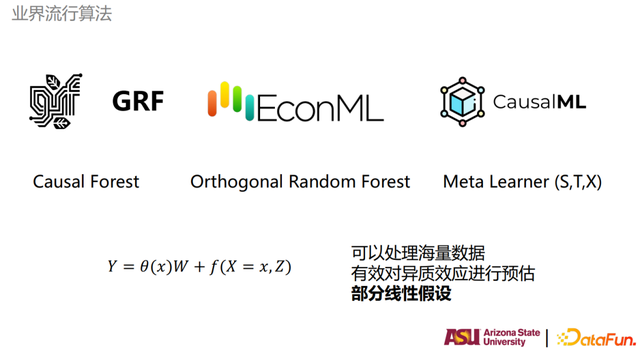 业界流行算法
grf
GRF
EconML
CausalML
Causal Forest
Orthogonal Random Forest
Meta Learner (S,T,X)
Y = θ(x)W + f(X = x, Z)
可以处理海量数据
有效对异质效应进行预估
部分线性假设
ASU Arizona State
University
DataFun.